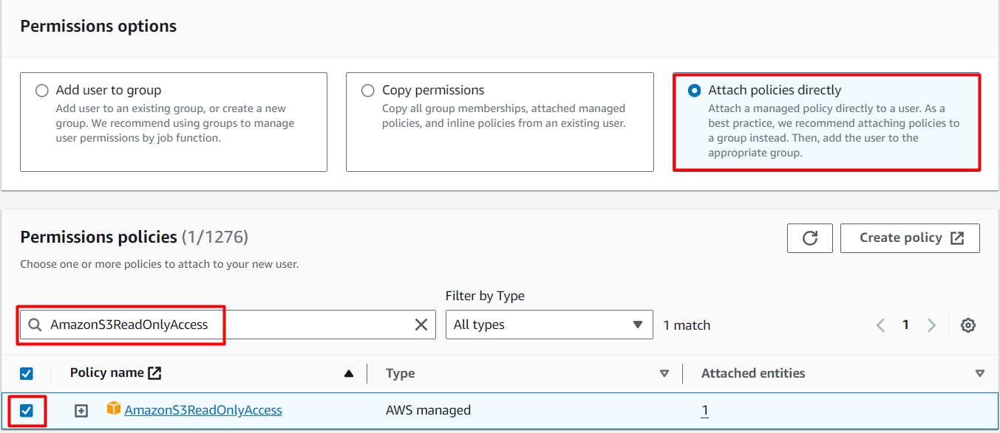 Permissions options
Add user to group
Add user to an existing group, or create a new
group. We recommend using groups to manage
user permissions by job function.
Copy permissions
Copy all group memberships, attached managed
policies, and inline policies from an existing user.
Attach policies directly
Attach a managed policy directly to a user. As a
best practice, we recommend attaching policies to
a group instead. Then, add the user to the
appropriate group.
Permissions policies (1/1276)
Create policy
Choose one or more policies to attach to your new user.
Filter by Type
AmazonS3ReadOnlyAccess
All types
1 match
1
Policy name
Type
Attached entities
AmazonS3ReadOnlyAccess
AWS managed
1